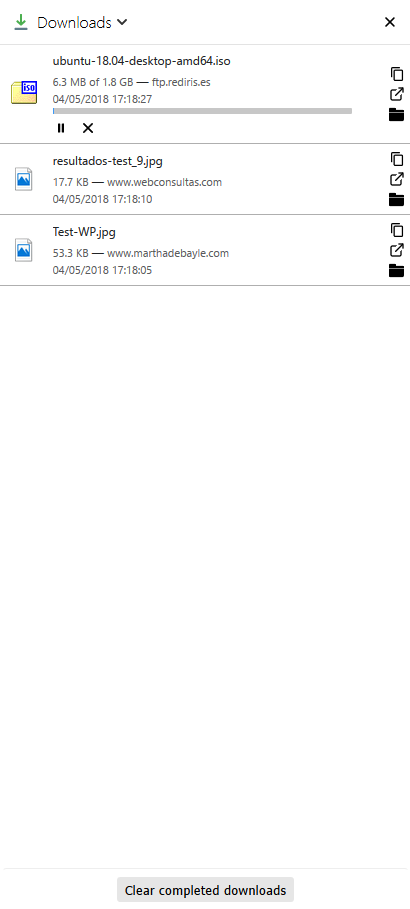 Downloads
ubuntu-18.04-desktop-amd64.iso
iso
6.3 MB of 1.8 GB — ftp.rediris.es
04/05/2018 17:18:27
resultados-test_9.jpg
17.7 KB — www.webconsultas.com
04/05/2018 17:18:10
Test-WP.jpg
53.3 KB — www.marthadebayle.com
04/05/2018 17:18:05
Clear completed downloads